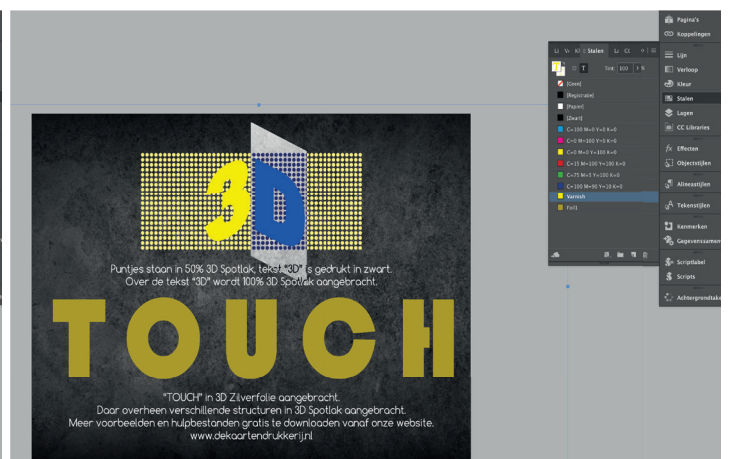 Pagina's
Koppelingen
Lijn
Verloop
Kleur
Stalen
Lagen
CC Libraries
fx Effecten
Objectstijlen
Alineastijlen
Tekenstijlen
Kenmerken
Gegevenssamen
Scriptlabel
Scripts
Achtergrondtake
Stalen
T Tint: 100 > %
[Geen]
[Registratie]
[Papier]
[Zwart]
C=100 M=0 Y=0 K=0
C=0 M=100 Y=0 K=0
C=0 M=0 Y=100 K=0
C=15 M=100 Y=100 K=0
C=75 M=5 Y=100 K=0
C=100 M=90 Y=10 K=0
Varnish
Foil1
3D
Puntjes staan in 50% 3D Spotlak, tekst "3D" is gedrukt in zwart.
Over de tekst "3D" wordt 100% 3D Spotlak aangebracht.
TOUCH
"TOUCH" in 3D Zilverfolie aangebracht.
Daar overheen verschillende structuren in 3D Spotlak aangebracht.
Meer voorbeelden en hulpbestanden gratis te downloaden vanaf onze website.
www.dekaartendrukkerij.nl